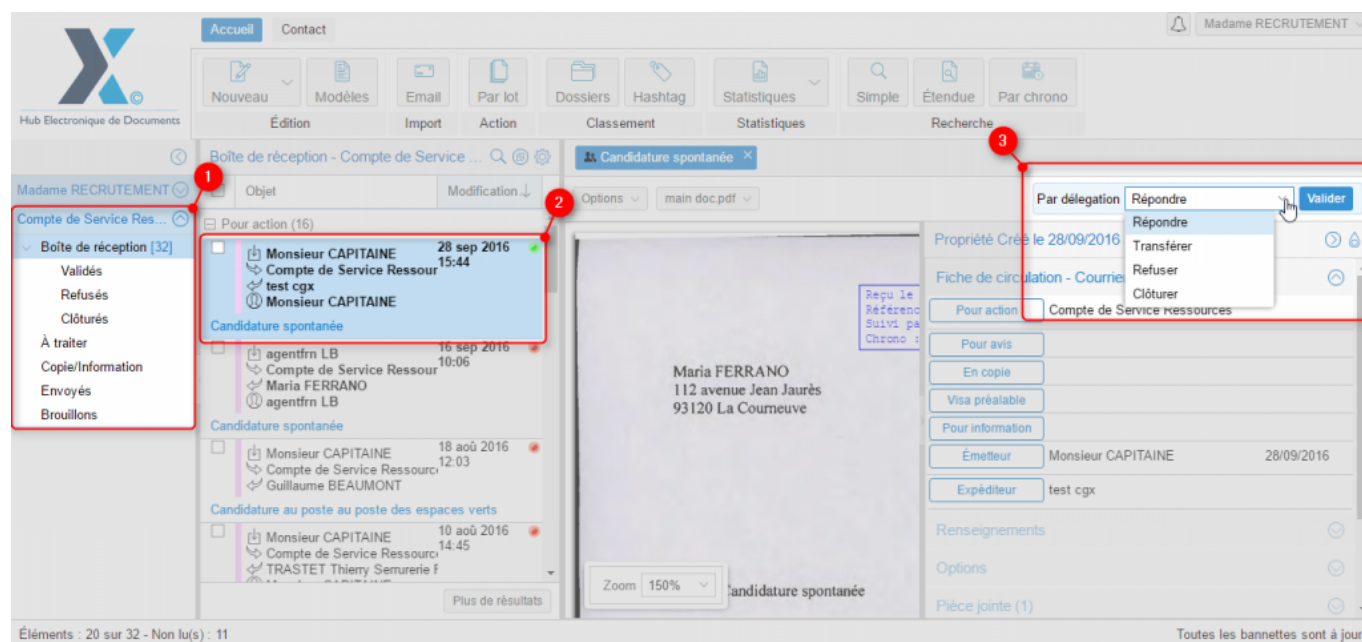 Accueil
Contact
Madame RECRUTEMENT
©
Hub Electronique de Documents
Nouveau
Modèles
Email
Par lot
Dossiers
Hashtag
Statistiques
Simple
Étendue
Par chrono
Édition
Import
Action
Classement
Statistiques
Recherche
Madame RECRUTEMENT
1
Compte de Service Res...
Boîte de réception [32]
Validés
Refusés
Clôturés
À traiter
Copie/Information
Envoyés
Brouillons
Boîte de réception - Compte de Service ...
Objet
Modification
2
Pour action (16)
Monsieur CAPITAINE
28 sep 2016
15:44
Compte de Service Ressour
test cgx
Monsieur CAPITAINE
Candidature spontanée
agentfrn LB
16 sep 2016
10:06
Compte de Service Ressour
Maria FERRANO
agentfrn LB
Candidature spontanée
Monsieur CAPITAINE
18 aoû 2016
12:03
Compte de Service Ressourc
Guillaume BEAUMONT
Candidature au poste au poste des espaces verts
Monsieur CAPITAINE
10 aoû 2016
14:45
Compte de Service Ressourc
TRASTET Thierry Serrurerie F
Plus de résultats
Candidature spontanée
Options
main doc.pdf
Reçu le
Référenc
Suivi pa
Chrono :
Maria FERRANO
112 avenue Jean Jaurès
93120 La Courneuve
Candidature spontanée
Zoom
150%
3
Par délegation
Répondre
Valider
Répondre
Transférer
Refuser
Clôturer
Propriété Créé le 28/09/2016
Fiche de circulation - Courrie
Pour action
Compte de Service Ressources
Pour avis
En copie
Visa préalable
Pour information
Émetteur
Monsieur CAPITAINE
28/09/2016
Expéditeur
test cgx
Renseignements
Options
Pièce jointe (1)
Éléments : 20 sur 32 - Non lu(s) : 11
Toutes les bannettes sont à jour